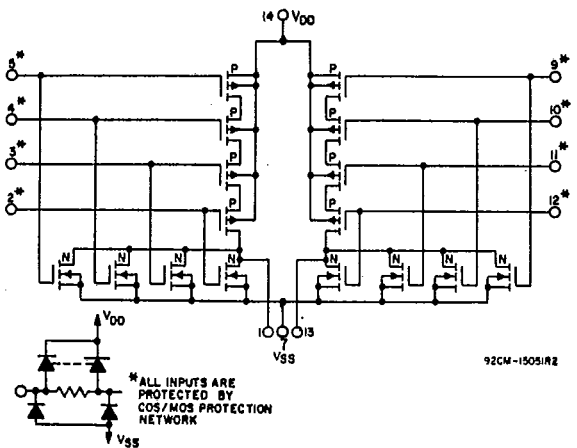 14 VDD
5* P P 9*
4* P P 10*
3* P P 11*
2* P P 12*
N N N N N N N N
1 7 13
VSS
92CM-15051R2
VDD
*ALL INPUTS ARE
PROTECTED BY
COS/MOS PROTECTION
NETWORK
VSS